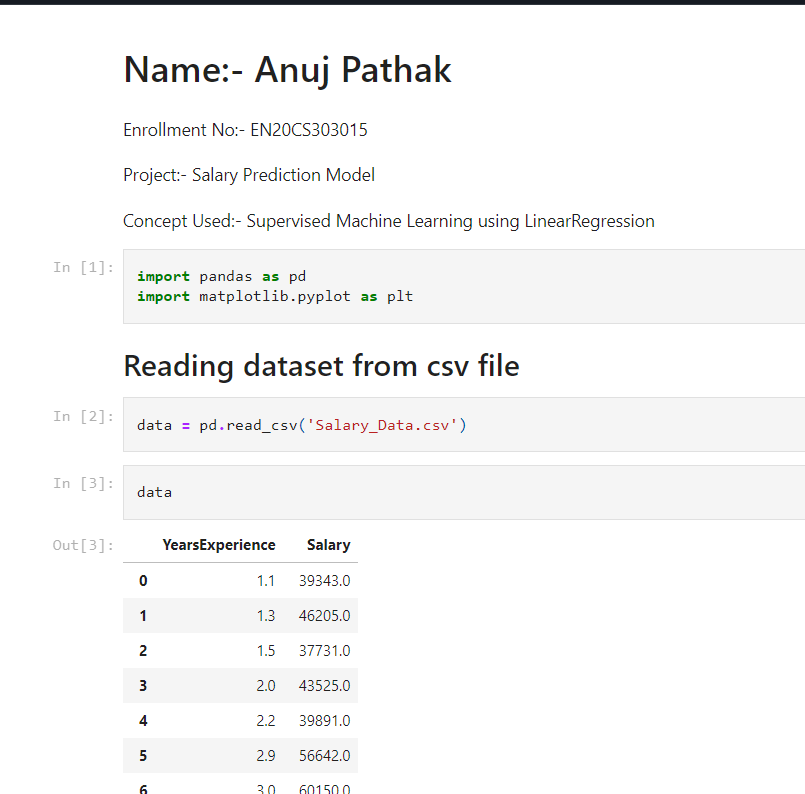 Name:- Anuj Pathak
Enrollment No:- EN20CS303015
Project:- Salary Prediction Model
Concept Used:- Supervised Machine Learning using LinearRegression
In [1]: import pandas as pd
import matplotlib.pyplot as plt
Reading dataset from csv file
In [2]: data = pd.read_csv('Salary_Data.csv')
In [3]: data
Out[3]: YearsExperience Salary
0 1.1 39343.0
1 1.3 46205.0
2 1.5 37731.0
3 2.0 43525.0
4 2.2 39891.0
5 2.9 56642.0
6 3.0 60150.0